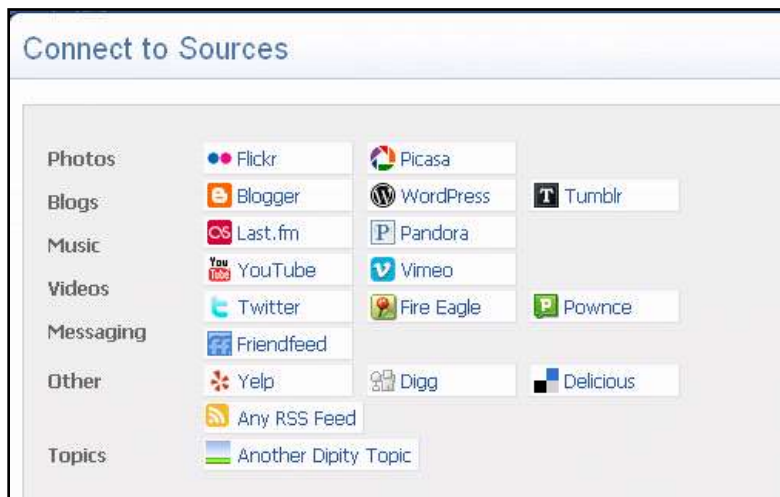 Connect to Sources
Photos Flickr Picasa
Blogs Blogger WordPress Tumblr
Music Last.fm Pandora
Videos YouTube Vimeo
Messaging Twitter Fire Eagle Pownce
Friendfeed
Other Yelp Digg Delicious
Any RSS Feed
Topics Another Dipity Topic